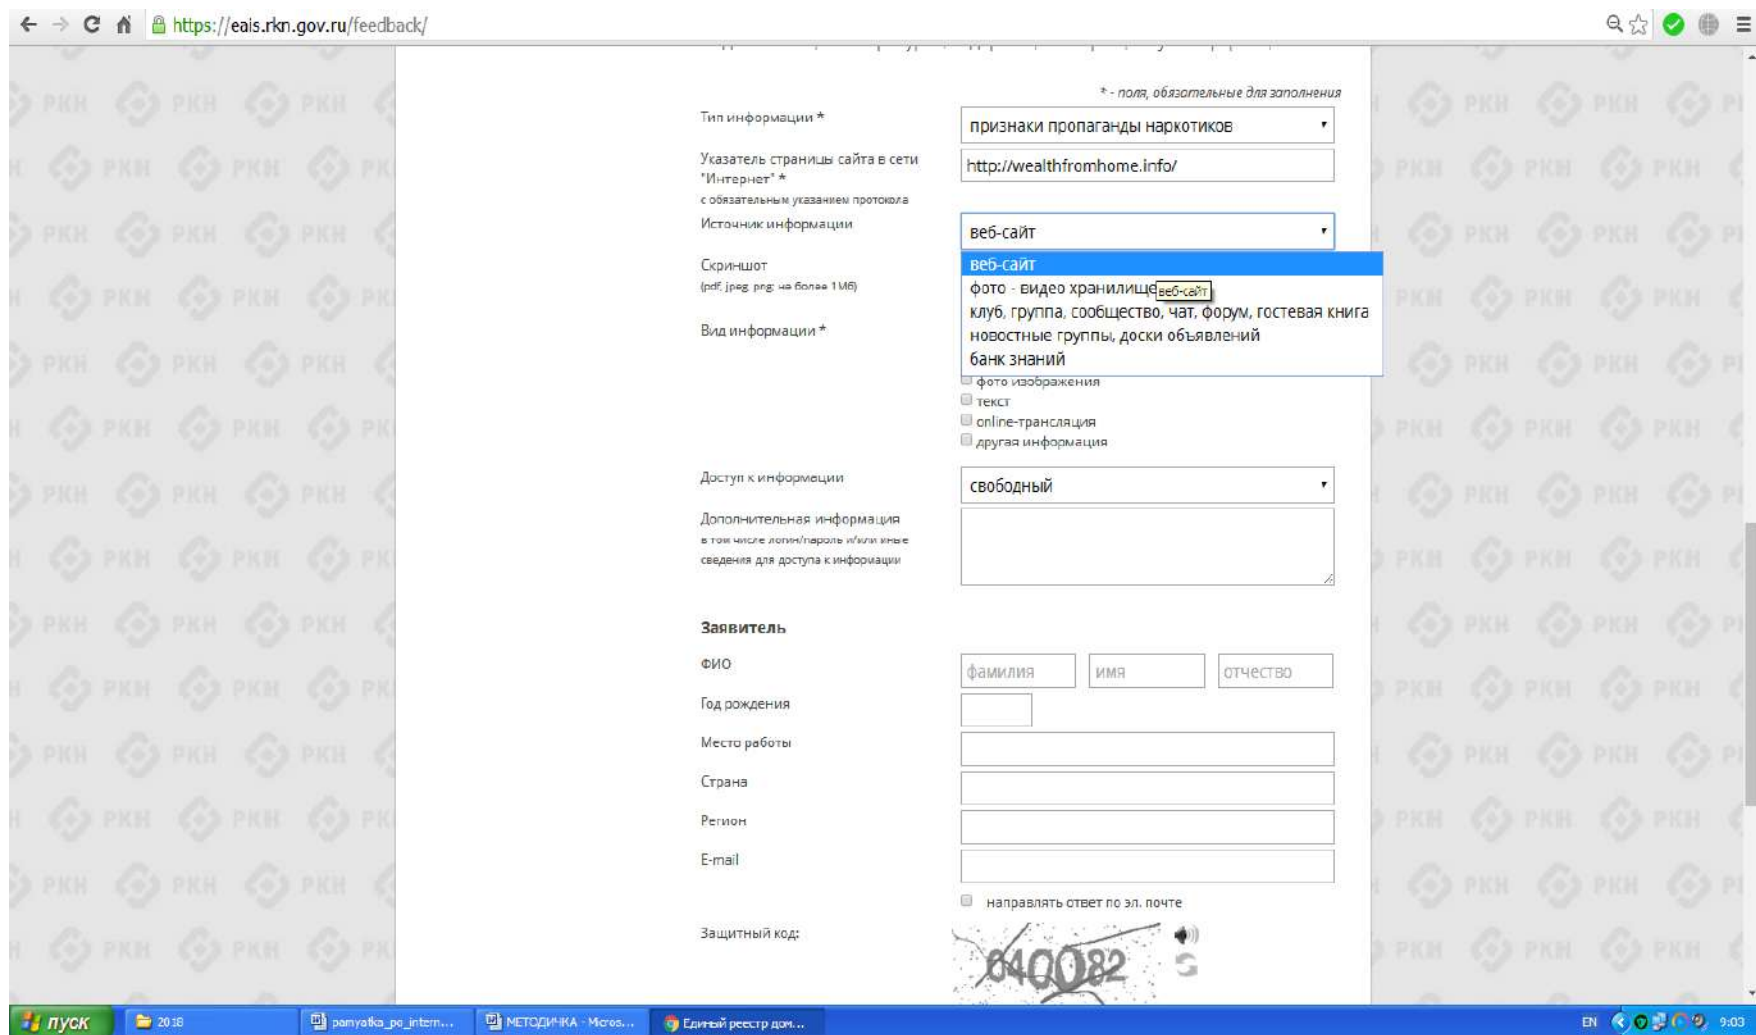 https://eais.rkn.gov.ru/feedback/
* - поля, обязательные для заполнения
Тип информации *
признаки пропаганды наркотиков
Указатель страницы сайта в сети
"Интернет" *
с обязательным указанием протокола
http://wealthfromhome.info/
Источник информации
веб-сайт
веб-сайт
фото - видео хранилище
веб-сайт
клуб, группа, сообщество, чат, форум, гостевая книга
новостные группы, доски объявлений
банк знаний
Скриншот
(pdf, jpeg, png; не более 1Мб)
Вид информации *
фото изображения
текст
online-трансляция
другая информация
Доступ к информации
свободный
Дополнительная информация
в том числе логин/пароль и/или иные
сведения для доступа к информации
Заявитель
ФИО
фамилия имя отчество
Год рождения
Место работы
Страна
Регион
E-mail
направлять ответ по эл. почте
Защитный код:
040082
РКН
пуск 2018 pamyatka_po_intern... МЕТОДИЧКА - Micros... Единый реестр дом... EN 9:03